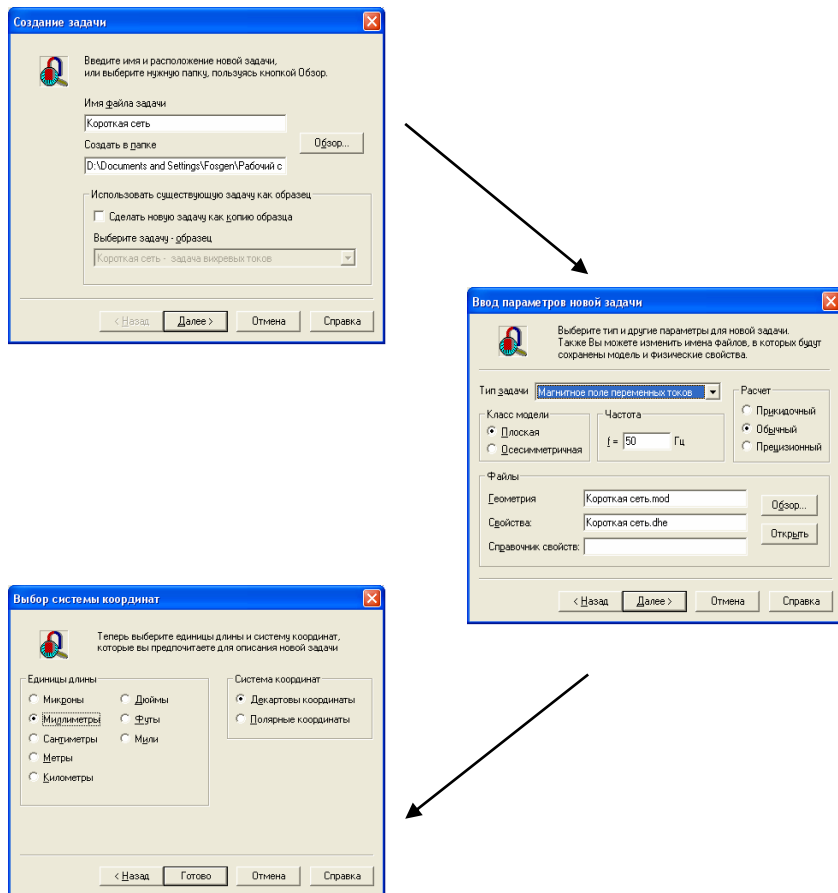 Создание задачи
Введите имя и расположение новой задачи,
или выберите нужную папку, пользуясь кнопкой Обзор.
Имя файла задачи
Короткая сеть
Создать в папке
Обзор...
D:\Documents and Settings\Fosgen\Рабочий с
Использовать существующую задачу как образец
Сделать новую задачу как копию образца
Выберите задачу - образец
Короткая сеть - задача вихревых токов
< Назад
Далее >
Отмена
Справка
Ввод параметров новой задачи
Выберите тип и другие параметры для новой задачи.
Также Вы можете изменить имена файлов, в которых будут
сохранены модель и физические свойства.
Тип задачи Магнитное поле переменных токов
Расчет
Прикидочный
Обычный
Прецизионный
Класс модели
Плоская
Осесимметричная
Частота
f = 50 Гц
Файлы
Геометрия Короткая сеть.mod
Обзор...
Свойства: Короткая сеть.dhe
Открыть
Справочник свойств:
< Назад
Далее >
Отмена
Справка
Выбор системы координат
Теперь выберите единицы длины и систему координат,
которые вы предпочитаете для описания новой задачи
Единицы длины
Микроны Дюймы
Миллиметры Футы
Сантиметры Мили
Метры
Километры
Система координат
Декартовы координаты
Полярные координаты
< Назад
Готово
Отмена
Справка